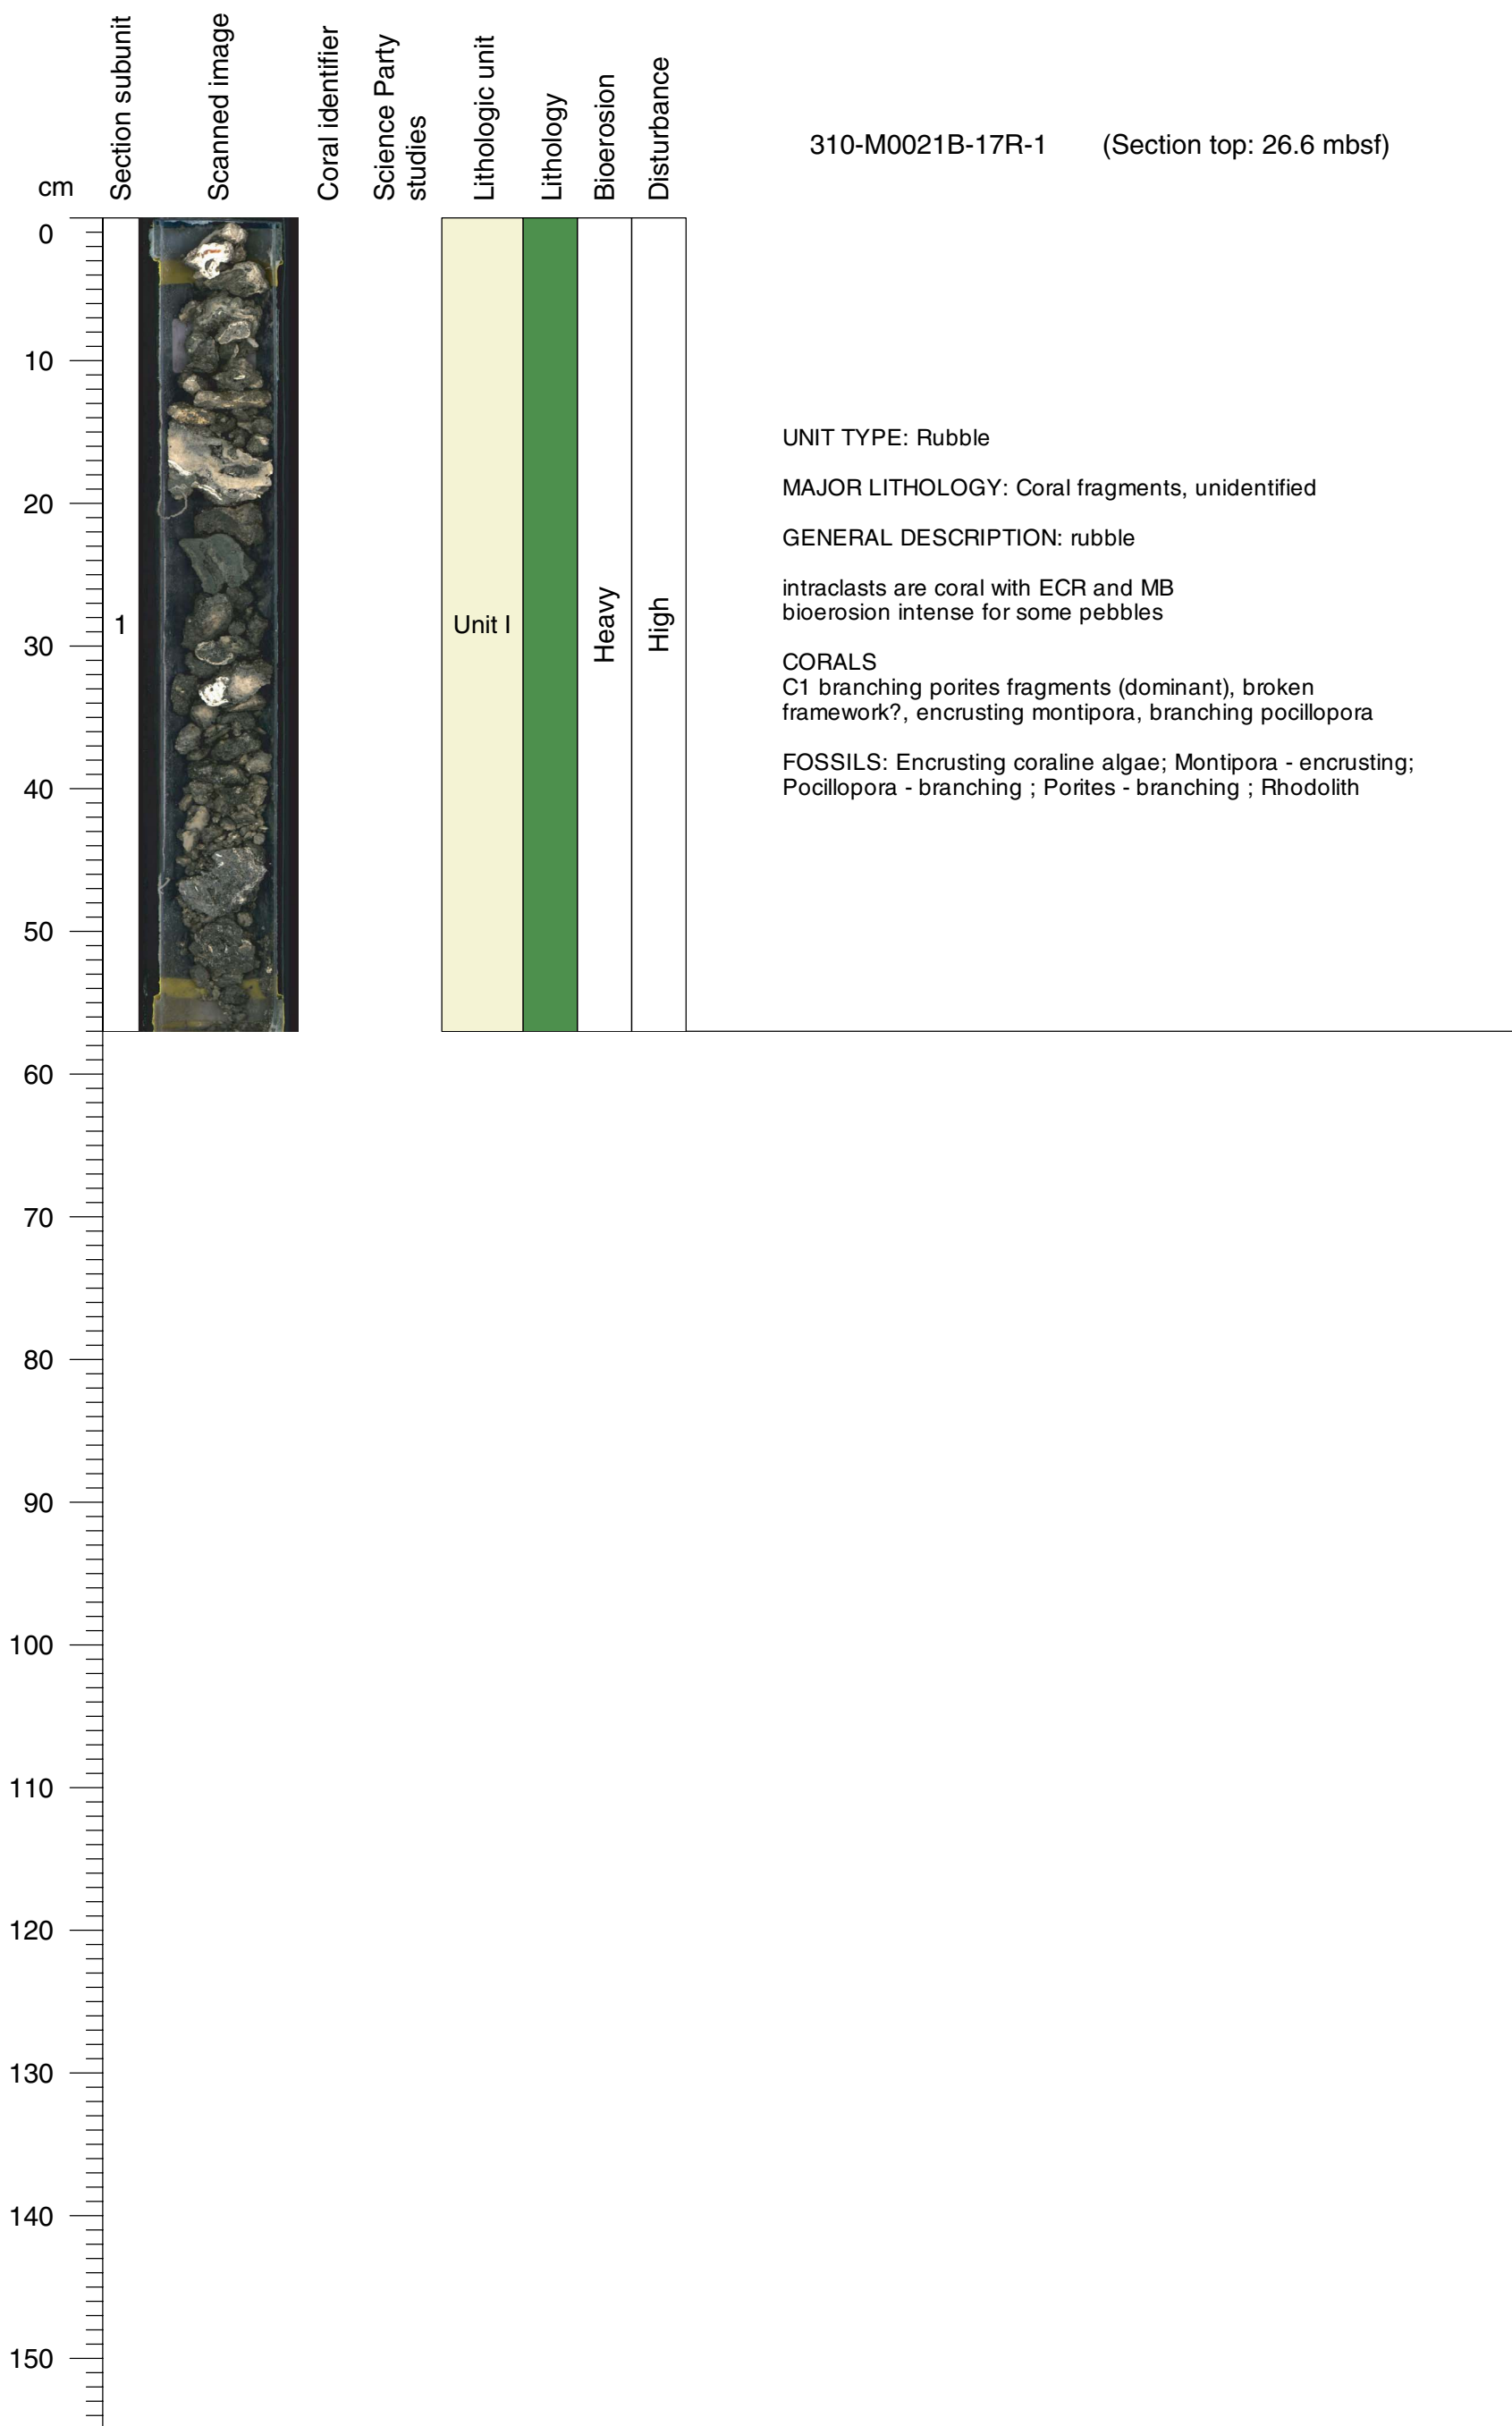 Section subunit
Scanned image
Coral identifier
Science Party
studies
Lithologic unit
Lithology
Bioerosion
Disturbance
310-M0021B-17R-1 (Section top: 26.6 mbsf)
cm
0
10
20
30
40
50
60
70
80
90
100
110
120
130
140
150
1
Unit I
Heavy
High
UNIT TYPE: Rubble
MAJOR LITHOLOGY: Coral fragments, unidentified
GENERAL DESCRIPTION: rubble
intraclasts are coral with ECR and MB
bioerosion intense for some pebbles
CORALS
C1 branching porites fragments (dominant), broken
framework?, encrusting montipora, branching pocillopora
FOSSILS: Encrusting coraline algae; Montipora - encrusting;
Pocillopora - branching ; Porites - branching ; Rhodolith